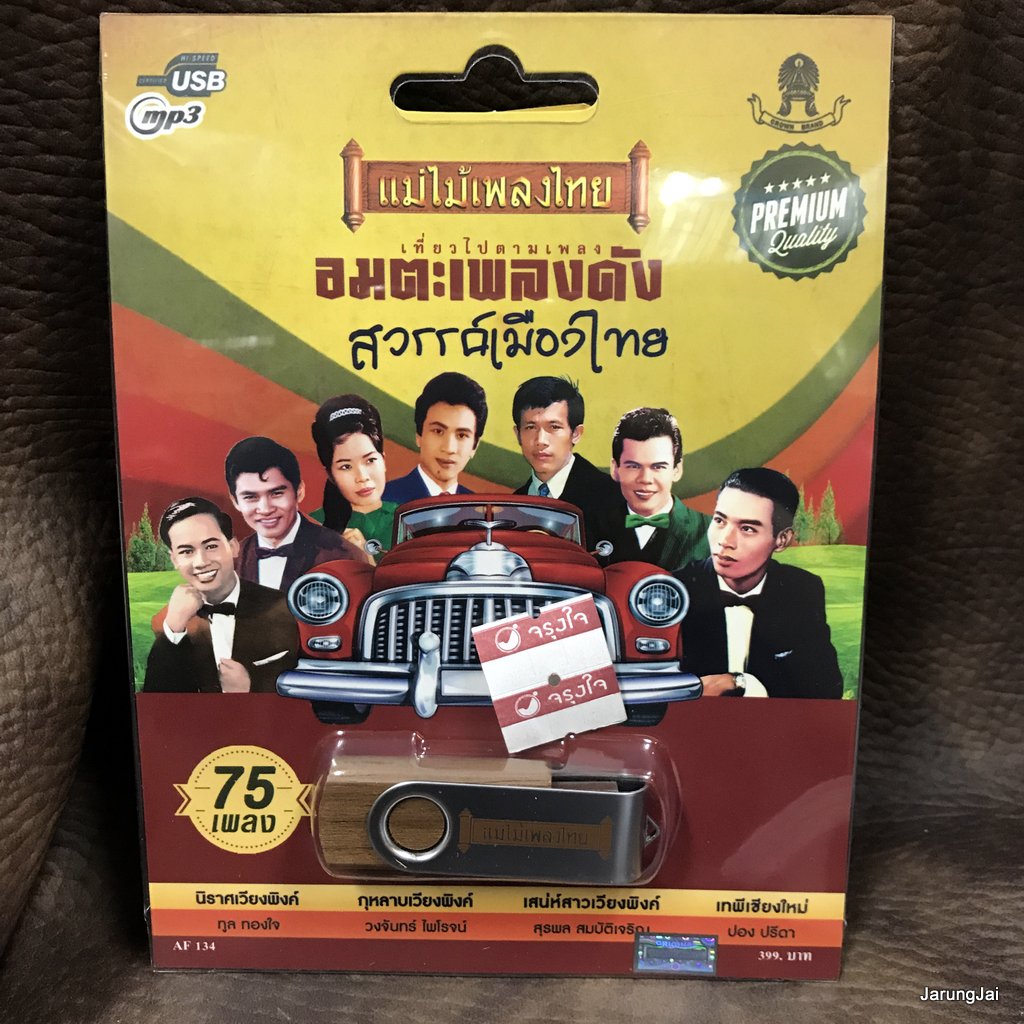 HI-SPEED
CERTIFIED
USB
mp3
CROWN BRAND
แม่ไม้เพลงไทย
PREMIUM
Quality
เที่ยวไปตามเพลง
อมตะเพลงดัง
สวรรค์เมืองไทย
จรุงใจ
จรุงใจ
75
เพลง
แม่ไม้เพลงไทย
นิราศเวียงพิงค์ กุหลาบเวียงพิงค์ เสน่ห์สาวเวียงพิงค์ เทพีเชียงใหม่
ทูล ทองใจ วงจันทร์ ไพโรจน์ สุรพล สมบัติเจริญ ปอง ปรีดา
AF 134
399. บาท
JarungJai